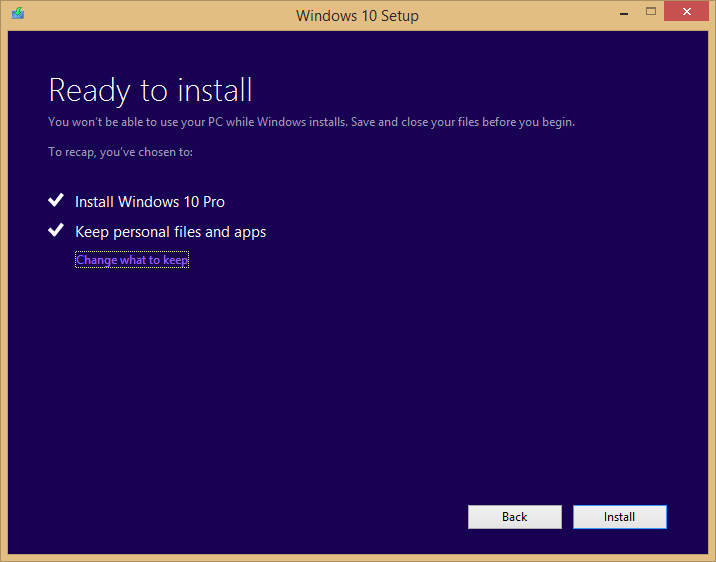 Windows 10 Setup
Ready to install
You won't be able to use your PC while Windows installs. Save and close your files before you begin.
To recap, you've chosen to:
Install Windows 10 Pro
Keep personal files and apps
Change what to keep
Back
Install